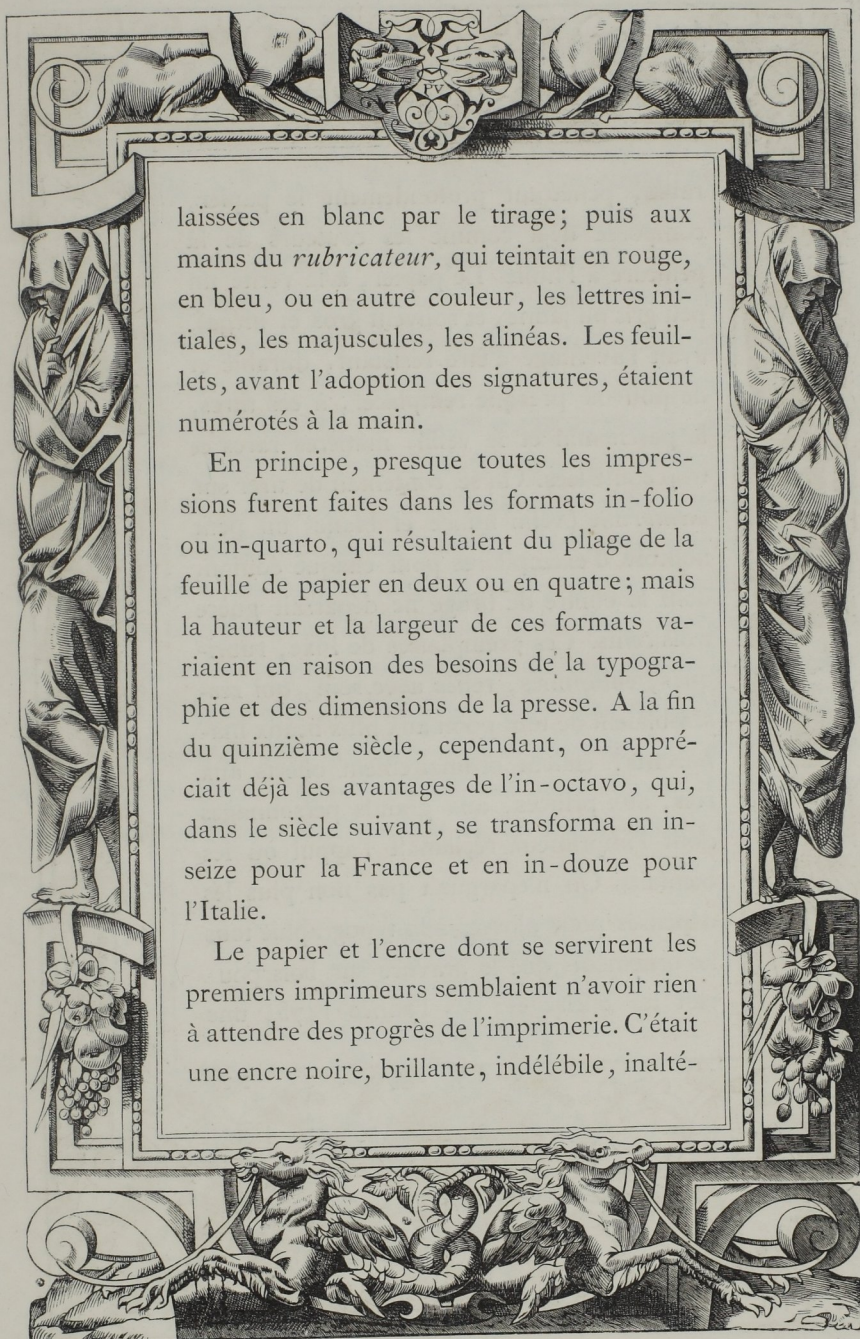 PV
laissées en blanc par le tirage; puis aux
mains du rubricateur, qui teintait en rouge,
en bleu, ou en autre couleur, les lettres ini-
tiales, les majuscules, les alinéas. Les feuil-
lets, avant l'adoption des signatures, étaient
numérotés à la main.
En principe, presque toutes les impres-
sions furent faites dans les formats in-folio
ou in-quarto, qui résultaient du pliage de la
feuille de papier en deux ou en quatre; mais
la hauteur et la largeur de ces formats va-
riaient en raison des besoins de la typogra-
phie et des dimensions de la presse. A la fin
du quinzième siècle, cependant, on appré-
ciait déjà les avantages de l'in-octavo, qui,
dans le siècle suivant, se transforma en in-
seize pour la France et en in-douze pour
l'Italie.
Le papier et l'encre dont se servirent les
premiers imprimeurs semblaient n'avoir rien
à attendre des progrès de l'imprimerie. C'était
une encre noire, brillante, indélébile, inalté-